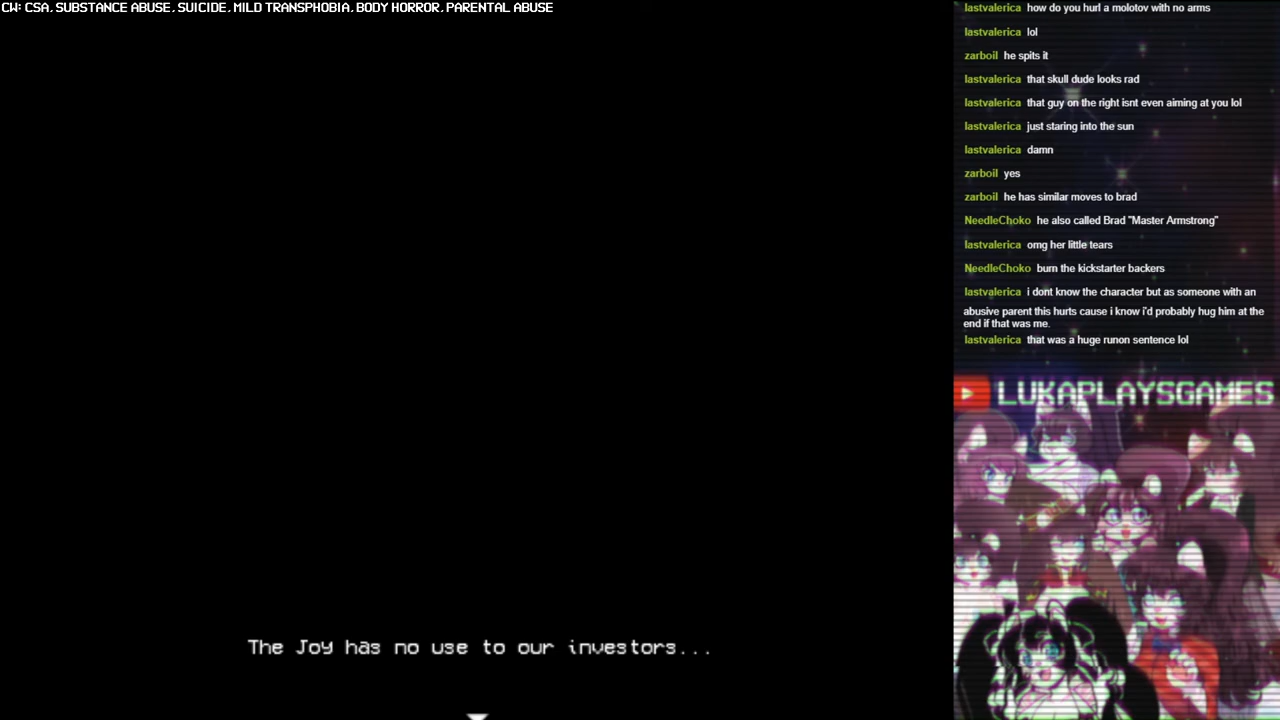 CW: CSA, SUBSTANCE ABUSE, SUICIDE, MILD TRANSPHOBIA, BODY HORROR, PARENTAL ABUSE
lastvalerica how do you hurl a molotov with no arms
lastvalerica lol
zarboil he spits it
lastvalerica that skull dude looks rad
lastvalerica that guy on the right isnt even aiming at you lol
lastvalerica just staring into the sun
lastvalerica damn
zarboil yes
zarboil he has similar moves to brad
NeedleChoko he also called Brad "Master Armstrong"
lastvalerica omg her little tears
NeedleChoko burn the kickstarter backers
lastvalerica i dont know the character but as someone with an
abusive parent this hurts cause i know i'd probably hug him at the
end if that was me.
lastvalerica that was a huge runon sentence lol
LUKAPLAYSGAMES
The Joy has no use to our investors...